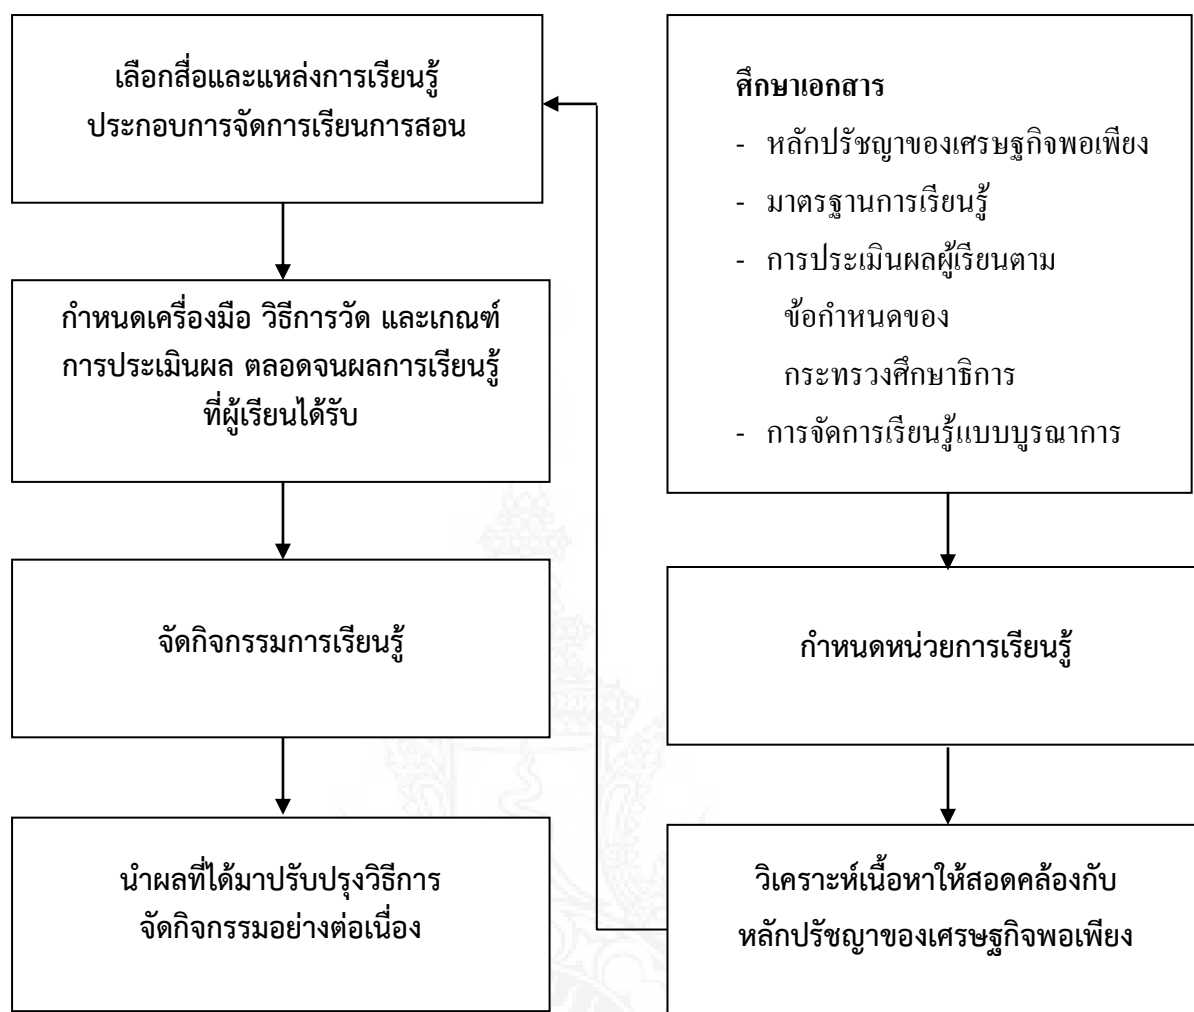 เลือกสื่อและแหล่งการเรียนรู้
ประกอบการจัดการเรียนการสอน
กำหนดเครื่องมือ วิธีการวัด และเกณฑ์
การประเมินผล ตลอดจนผลการเรียนรู้
ที่ผู้เรียนได้รับ
จัดกิจกรรมการเรียนรู้
นำผลที่ได้มาปรับปรุงวิธีการ
จัดกิจกรรมอย่างต่อเนื่อง
ศึกษาเอกสาร
- หลักปรัชญาของเศรษฐกิจพอเพียง
- มาตรฐานการเรียนรู้
- การประเมินผลผู้เรียนตาม
ข้อกำหนดของ
กระทรวงศึกษาธิการ
- การจัดการเรียนรู้แบบบูรณาการ
กำหนดหน่วยการเรียนรู้
วิเคราะห์เนื้อหาให้สอดคล้องกับ
หลักปรัชญาของเศรษฐกิจพอเพียง